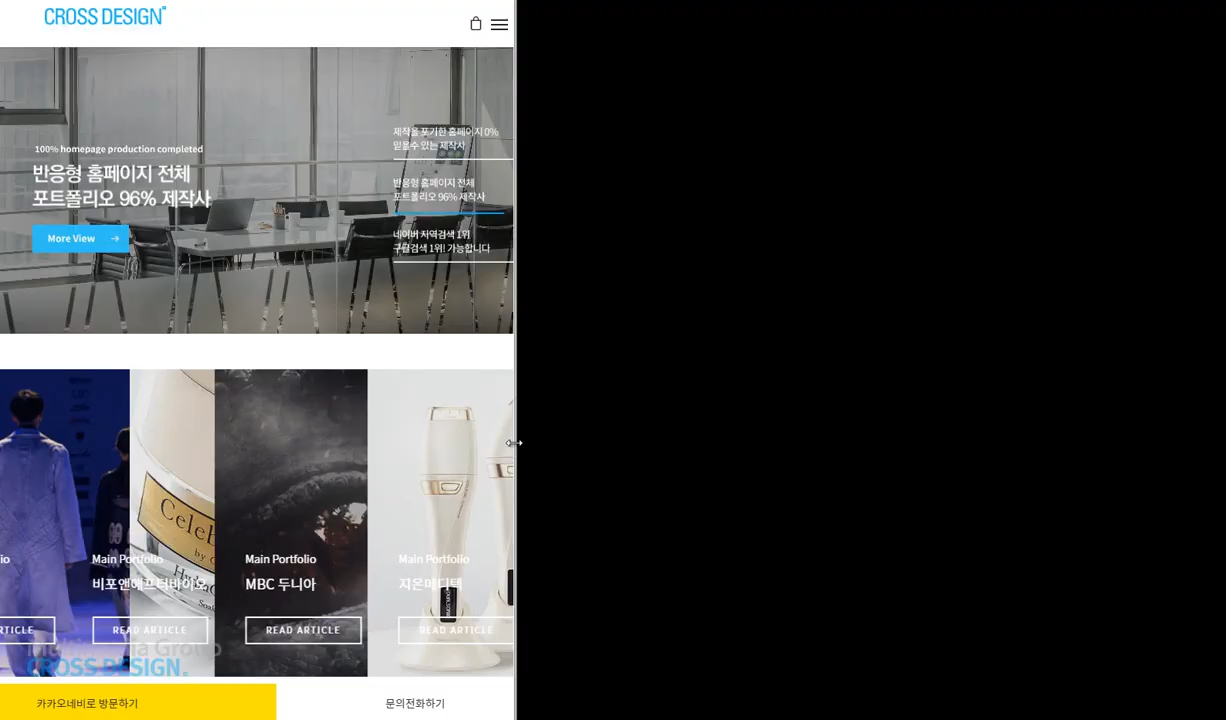 CROSS DESIGN
제작을 포기한 홈페이지 0%
믿을수 있는 제작사
100% homepage production completed
반응형 홈페이지 전체
포트폴리오 96% 제작사
반응형 홈페이지 전체
포트폴리오 96% 제작사
More View
네이버 지역검색 1위
구글검색 1위! 가능합니다
Celeb
by C
Main Portfolio
Main Portfolio
Main Portfolio
비포앤애프터바이오
MBC 두니아
지온메디텍
READ ARTICLE
READ ARTICLE
READ ARTICLE
Multimedia Group
CROSS DESIGN.
카카오네비로 방문하기
문의전화하기